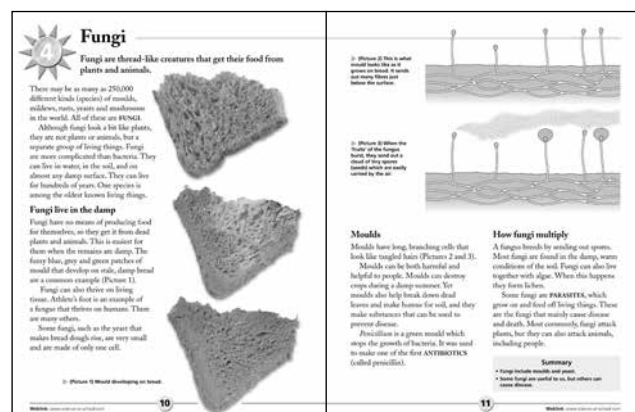 4
Fungi
Fungi are thread-like creatures that get their food from
plants and animals.
There may be as many as 250,000
different kinds (species) of moulds,
mildews, rusts, yeasts and mushrooms
in the world. All of these are FUNGI.
Although fungi look a bit like plants,
they are not plants or animals, but a
separate group of living things. Fungi
are more complicated than bacteria. They
can live in water, in the soil, and on
almost any damp surface. They can live
for hundreds of years. One species is
among the oldest known living things.
Fungi live in the damp
Fungi have no means of producing food
for themselves, so they get it from dead
plants and animals. This is easiest for
them when the remains are damp. The
fuzzy blue, grey and green patches of
mould that develop on stale, damp bread
are a common example (Picture 1).
Fungi can also thrive on living
tissue. Athlete's foot is an example of
a fungus that thrives on humans. There
are many others.
Some fungi, such as the yeast that
makes bread dough rise, are very small
and are made of only one cell.
(Picture 1) Mould developing on bread.
Weblink: www.science-at-school.com
10
(Picture 2) This is what
mould looks like as it
grows on bread. It sends
out many fibres just
below the surface.
(Picture 3) When the
'fruits' of the fungus
burst, they send out a
cloud of tiny spores
(seeds) which are easily
carried by the air.
Moulds
Moulds have long, branching cells that
look like tangled hairs (Pictures 2 and 3).
Moulds can be both harmful and
helpful to people. Moulds can destroy
crops during a damp summer. Yet
moulds also help break down dead
leaves and make humus for soil, and they
make substances that can be used to
prevent disease.
Penicillium is a green mould which
stops the growth of bacteria. It was used
to make one of the first ANTIBIOTICS
(called penicillin).
How fungi multiply
A fungus breeds by sending out spores.
Most fungi are found in the damp, warm
conditions of the soil. Fungi can also live
together with algae. When this happens
they form lichen.
Some fungi are PARASITES, which
grow on and feed off living things. These
are the fungi that mainly cause disease
and death. Most commonly, fungi attack
plants, but they can also attack animals,
including people.
Summary
• Fungi include moulds and yeast.
• Some fungi are useful to us, but others can
cause disease.
11
Weblink: www.science-at-school.com